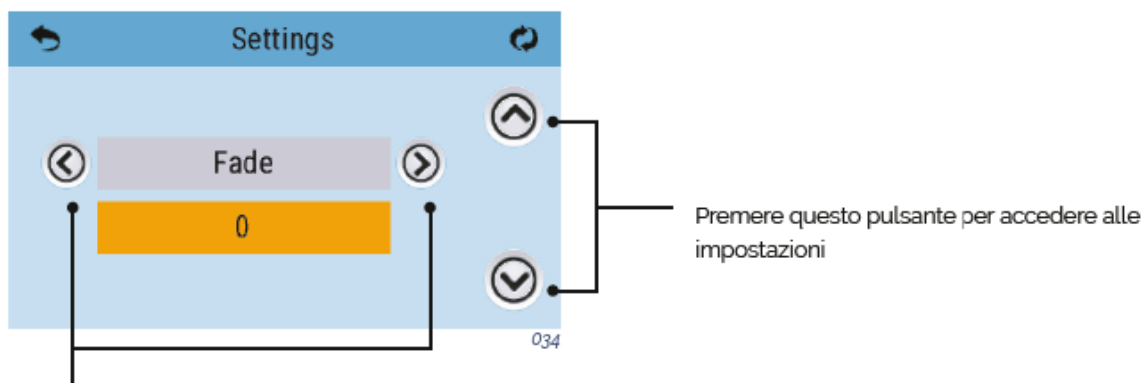 Settings
Fade
0
Premere questo pulsante per accedere alle
impostazioni
034